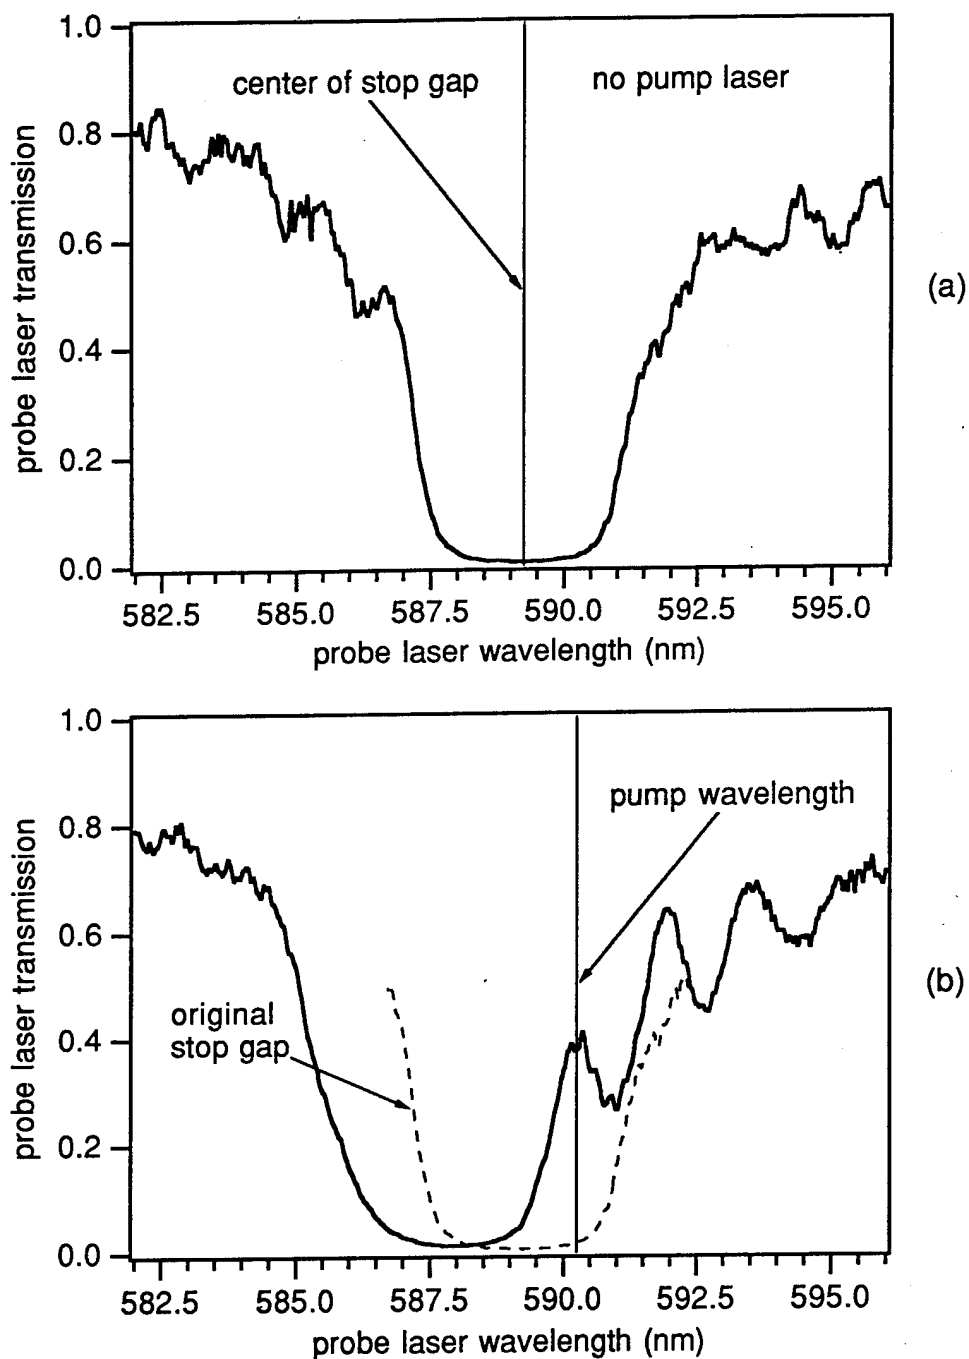 1.0
center of stop gap
no pump laser
0.8
0.6
(a)
0.4
0.2
0.0
582.5 585.0 587.5 590.0 592.5 595.0
probe laser transmission
probe laser wavelength (nm)
1.0
pump wavelength
0.8
0.6
original
stop gap
(b)
0.4
0.2
0.0
582.5 585.0 587.5 590.0 592.5 595.0
probe laser transmission
probe laser wavelength (nm)